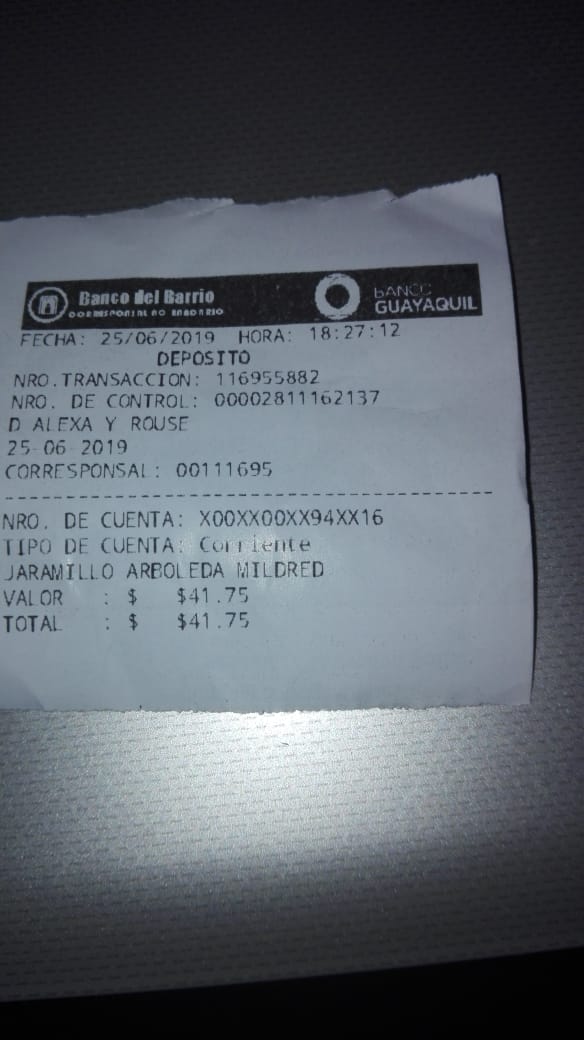 Banco del Barrio
CORRESPONSAL NO BANCARIO
BANCO
GUAYAQUIL
FECHA: 25/06/2019 HORA: 18:27:12
DEPOSITO
NRO.TRANSACCION: 116955882
NRO. DE CONTROL: 00002811162137
D ALEXA Y ROUSE
25-06-2019
CORRESPONSAL: 00111695
NRO. DE CUENTA: X00XX00XX94XX16
TIPO DE CUENTA: Corriente
JARAMILLO ARBOLEDA MILDRED
VALOR : $ $41.75
TOTAL : $ $41.75